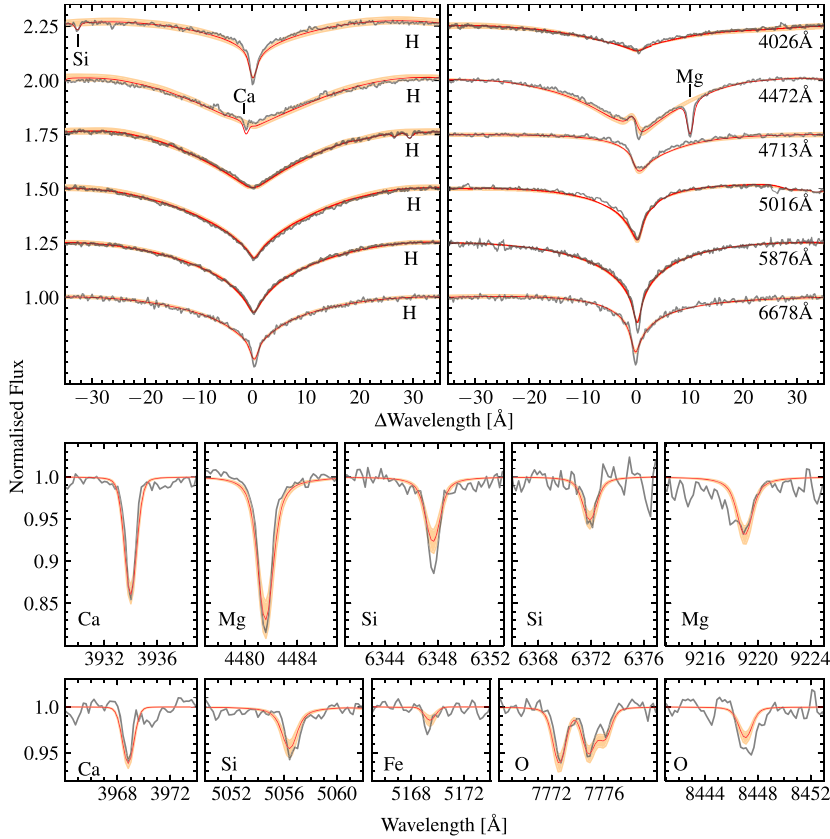 2.25
2.00
1.75
1.50
1.25
1.00
Si
Ca
H
H
H
H
H
H
Mg
4026Å
4472Å
4713Å
5016Å
5876Å
6678Å
−30 −20 −10 0 10 20 30
−30 −20 −10 0 10 20 30
ΔWavelength [Å]
Normalised Flux
1.0
0.95
0.9
0.85
Ca
Mg
Si
Si
Mg
3932 3936
4480 4484
6344 6348 6352
6368 6372 6376
9216 9220 9224
1.0
0.95
Ca
Si
Fe
O
O
3968 3972
5052 5056 5060
5168 5172
7772 7776
8444 8448 8452
Wavelength [Å]